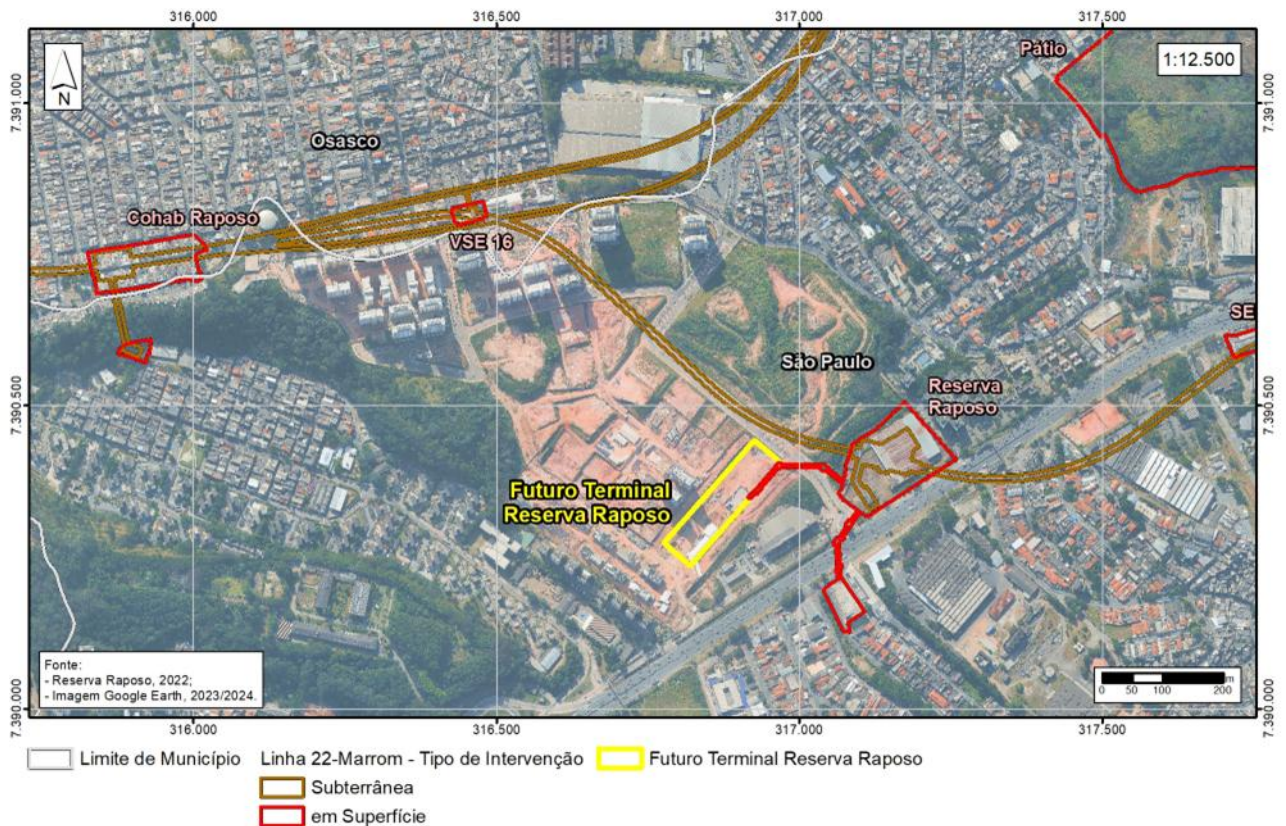 316.000
316.500
317.000
317.500
Pátio
1:12.500
N
7.391.000
7.391.000
Osasco
Cohab Raposo
VSE 16
SE
São Paulo
Reserva
Raposo
7.390.500
7.390.500
Futuro Terminal
Reserva Raposo
Fonte:
- Reserva Raposo, 2022;
- Imagem Google Earth, 2023/2024.
0 50 100 200 m
7.390.000
7.390.000
316.000
316.500
317.000
317.500
Limite de Município
Linha 22-Marrom - Tipo de Intervenção
Futuro Terminal Reserva Raposo
Subterrânea
em Superfície